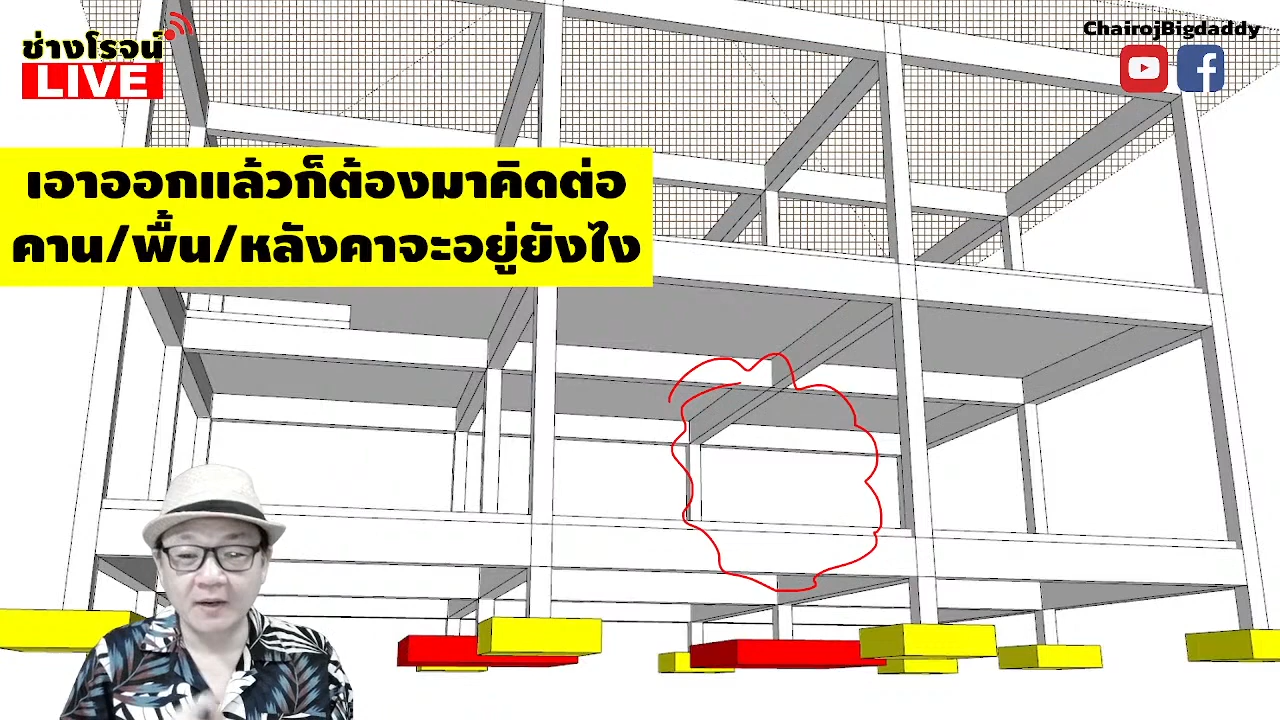 ช่างโรจน์
LIVE
ChairojBigdaddy
เอาออกแล้วก็ต้องมาคิดต่อ
คาน/พื้น/หลังคาจะอยู่ยังไง